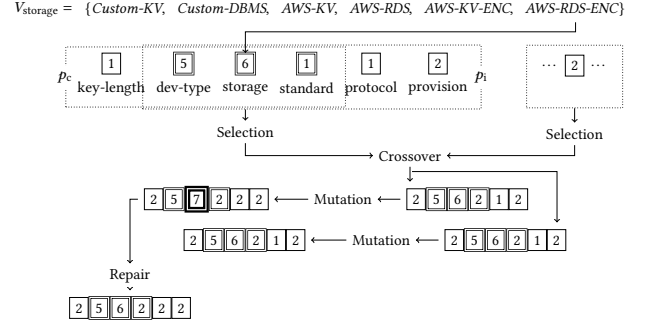 V_storage = {Custom-KV, Custom-DBMS, AWS-KV, AWS-RDS, AWS-KV-ENC, AWS-RDS-ENC}
p_c 1 5 6 1 1 2 p_i ... 2 ...
key-length dev-type storage standard protocol provision
Selection Selection
Crossover
2 5 7 2 2 2 Mutation 2 5 6 2 1 2
2 5 6 2 1 2 Mutation 2 5 6 2 1 2
Repair
2 5 6 2 2 2